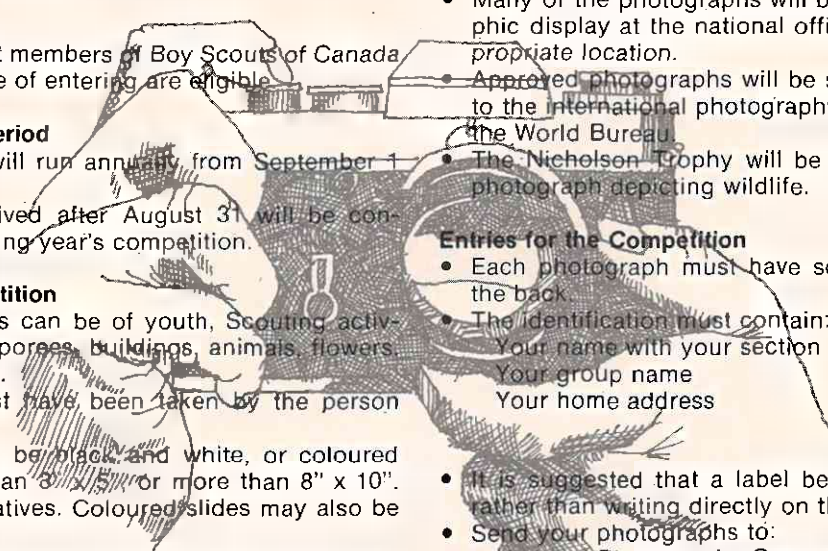 t members of Boy Scouts of Canada
e of entering are eligible
eriod
will run annually from September 1
ived after August 31 will be con-
ing year's competition.
tition
s can be of youth, Scouting activ-
porees, buildings, animals, flowers,
.
st have been taken by the person
be black and white, or coloured
an 3" x 5" or more than 8" x 10".
atives. Coloured slides may also be
Many of the photographs will b
phic display at the national offi
propriate location.
• Approved photographs will be s
to the international photograph
the World Bureau.
• The Nicholson Trophy will be
photograph depicting wildlife.
Entries for the Competition
• Each photograph must have se
the back.
• The identification must contain:
Your name with your section
Your group name
Your home address
• It is suggested that a label be
rather than writing directly on th
• Send your photographs to: